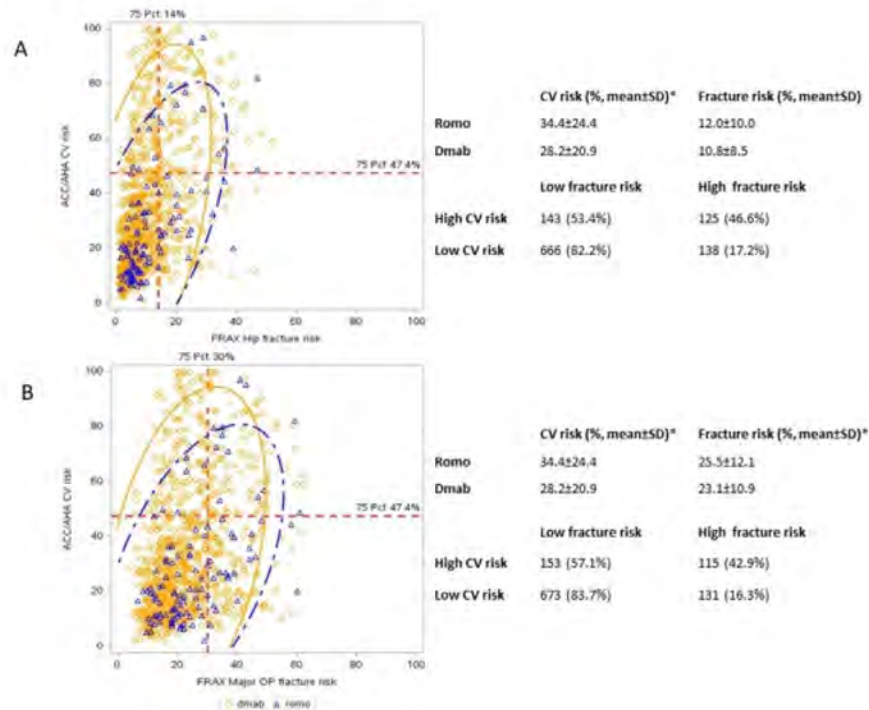 A
75 Pct 14%
ACC/AHA CV risk
100
80
60
40
20
0
75 Pct 47.4%
0 20 40 60 80 100
FRAX Hip fracture risk
CV risk (%, mean±SD)* Fracture risk (%, mean±SD)
Romo 34.4±24.4 12.0±10.0
Dmab 28.2±20.9 10.8±8.5
Low fracture risk High fracture risk
High CV risk 143 (53.4%) 125 (46.6%)
Low CV risk 666 (82.2%) 138 (17.2%)
B
75 Pct 30%
ACC/AHA CV risk
100
80
60
40
20
0
75 Pct 47.4%
0 20 40 60 80 100
FRAX Major OP fracture risk
dmab romo
CV risk (%, mean±SD)* Fracture risk (%, mean±SD)*
Romo 34.4±24.4 25.5±12.1
Dmab 28.2±20.9 23.1±10.9
Low fracture risk High fracture risk
High CV risk 153 (57.1%) 115 (42.9%)
Low CV risk 673 (83.7%) 131 (16.3%)